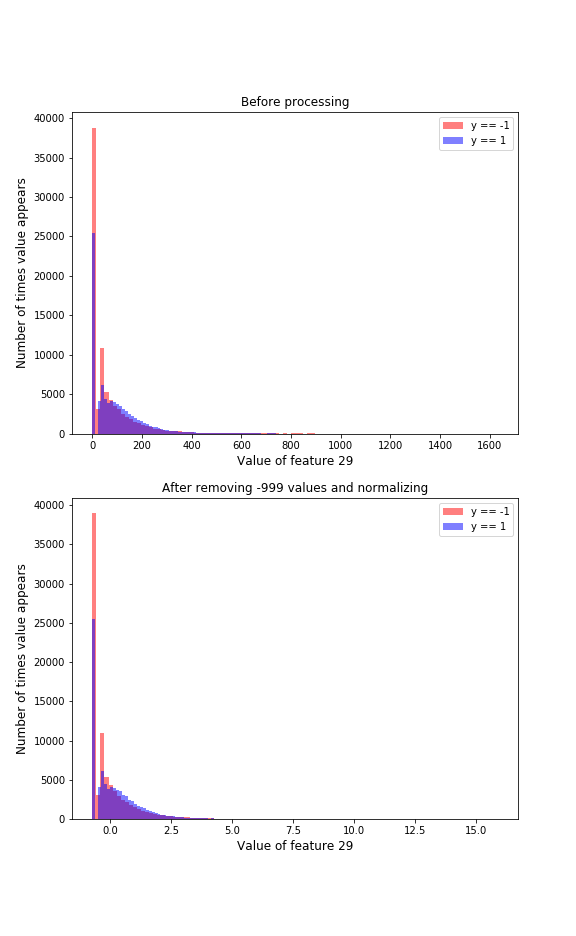 Before processing
40000
35000
30000
25000
20000
15000
10000
5000
0
Number of times value appears
y == -1
y == 1
0 200 400 600 800 1000 1200 1400 1600
Value of feature 29
After removing -999 values and normalizing
40000
35000
30000
25000
20000
15000
10000
5000
0
Number of times value appears
y == -1
y == 1
0.0 2.5 5.0 7.5 10.0 12.5 15.0
Value of feature 29